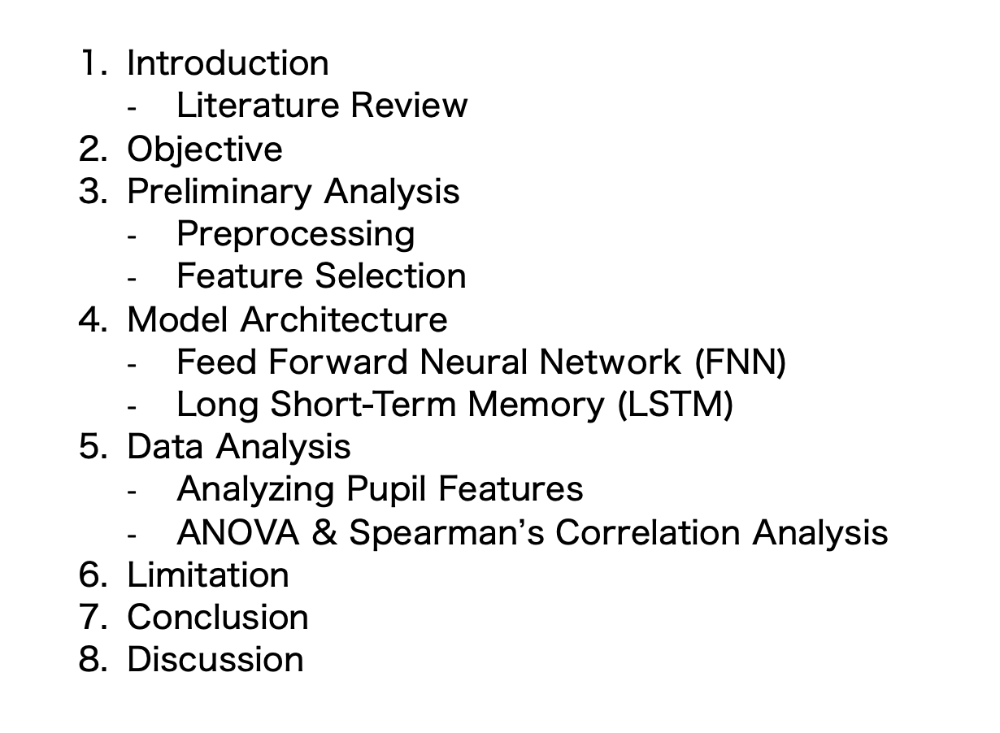 1. Introduction
- Literature Review
2. Objective
3. Preliminary Analysis
- Preprocessing
- Feature Selection
4. Model Architecture
- Feed Forward Neural Network (FNN)
- Long Short-Term Memory (LSTM)
5. Data Analysis
- Analyzing Pupil Features
- ANOVA & Spearman’s Correlation Analysis
6. Limitation
7. Conclusion
8. Discussion